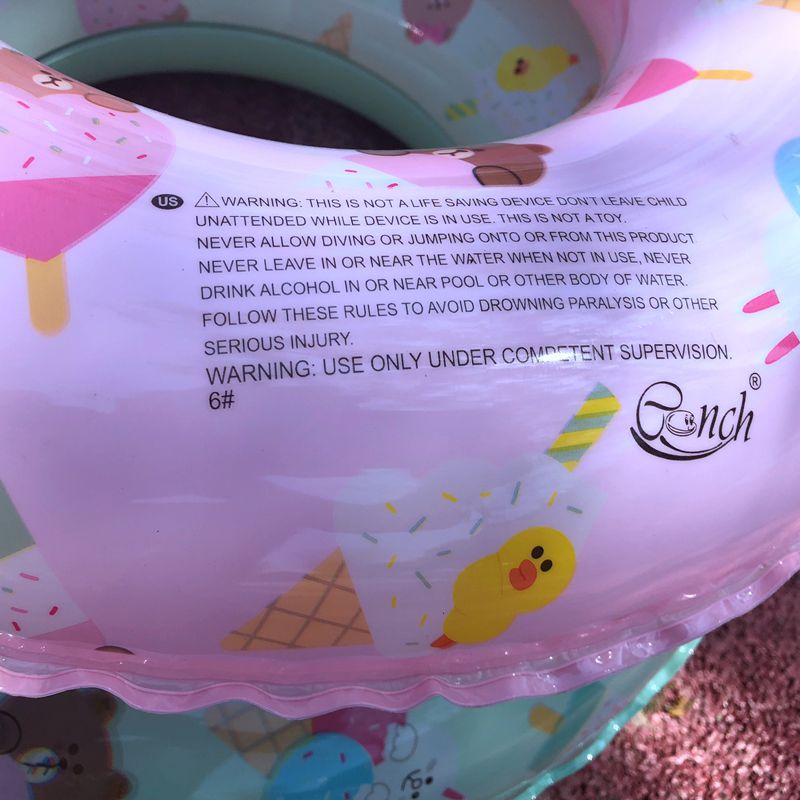 US ⚠WARNING: THIS IS NOT A LIFE SAVING DEVICE DON'T LEAVE CHILD
UNATTENDED WHILE DEVICE IS IN USE. THIS IS NOT A TOY.
NEVER ALLOW DIVING OR JUMPING ONTO OR FROM THIS PRODUCT
NEVER LEAVE IN OR NEAR THE WATER WHEN NOT IN USE, NEVER
DRINK ALCOHOL IN OR NEAR POOL OR OTHER BODY OF WATER.
FOLLOW THESE RULES TO AVOID DROWNING PARALYSIS OR OTHER
SERIOUS INJURY.
WARNING: USE ONLY UNDER COMPETENT SUPERVISION.
6#
Conch®